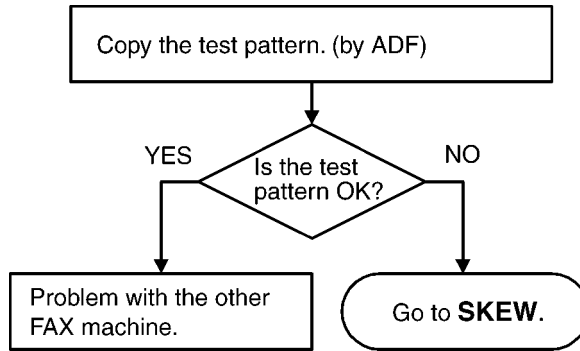 Copy the test pattern. (by ADF)
YES
NO
Is the test
pattern OK?
Problem with the other
FAX machine.
Go to SKEW.